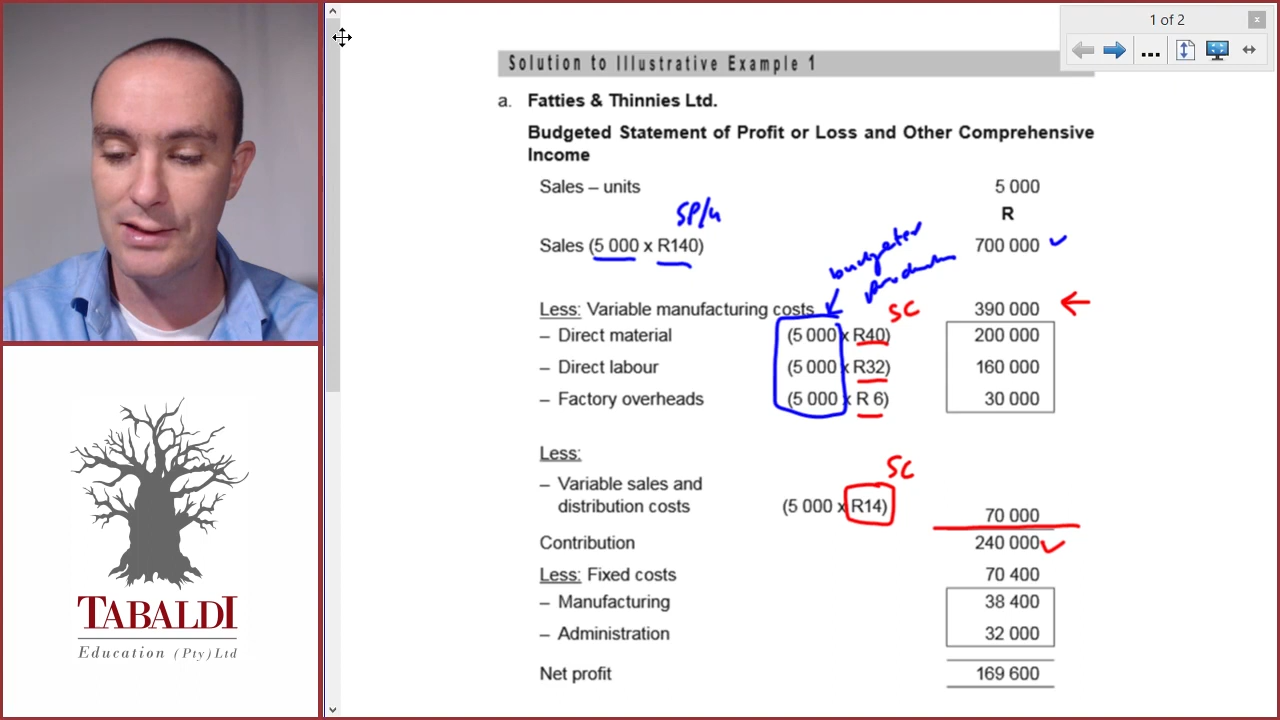 1 of 2
x
...
Solution to Illustrative Example 1
a. Fatties & Thinnies Ltd.
Budgeted Statement of Profit or Loss and Other Comprehensive
Income
Sales – units 5 000
SP/u R
Sales (5 000 x R140) 700 000
budgeted
production
Less: Variable manufacturing costs SC 390 000
– Direct material (5 000 x R40) 200 000
– Direct labour (5 000 x R32) 160 000
– Factory overheads (5 000 x R 6) 30 000
Less:
SC
– Variable sales and
distribution costs (5 000 x R14) 70 000
Contribution 240 000
Less: Fixed costs 70 400
– Manufacturing 38 400
– Administration 32 000
Net profit 169 600
TABALDI
Education (Pty) Ltd